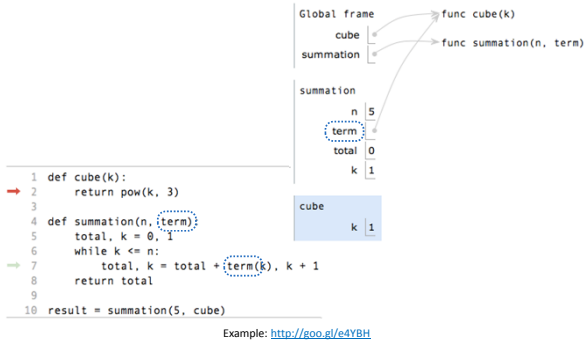 Global frame
cube
summation
func cube(k)
func summation(n, term)
summation
n 5
term
total 0
k 1
cube
k 1
1 def cube(k):
2     return pow(k, 3)
3
4 def summation(n, term):
5     total, k = 0, 1
6     while k <= n:
7         total, k = total + term(k), k + 1
8     return total
9
10 result = summation(5, cube)
Example: http://goo.gl/e4YBH